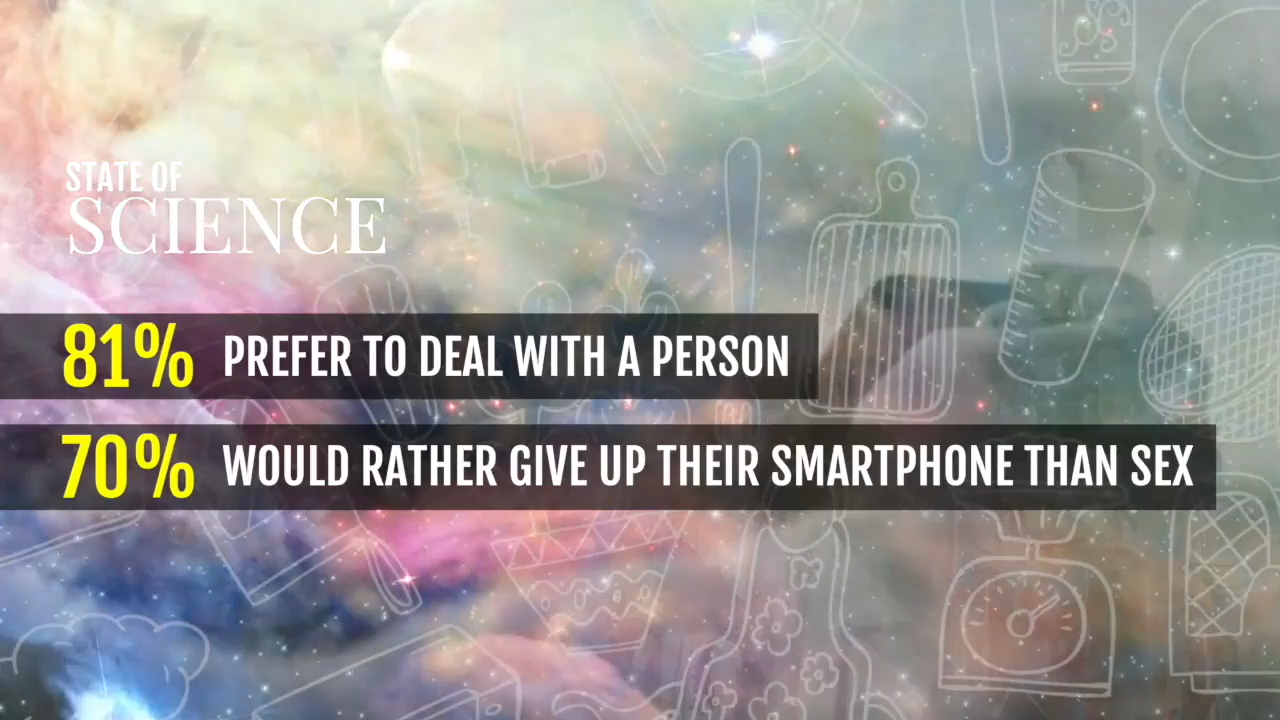 STATE OF
SCIENCE
81% PREFER TO DEAL WITH A PERSON
70% WOULD RATHER GIVE UP THEIR SMARTPHONE THAN SEX